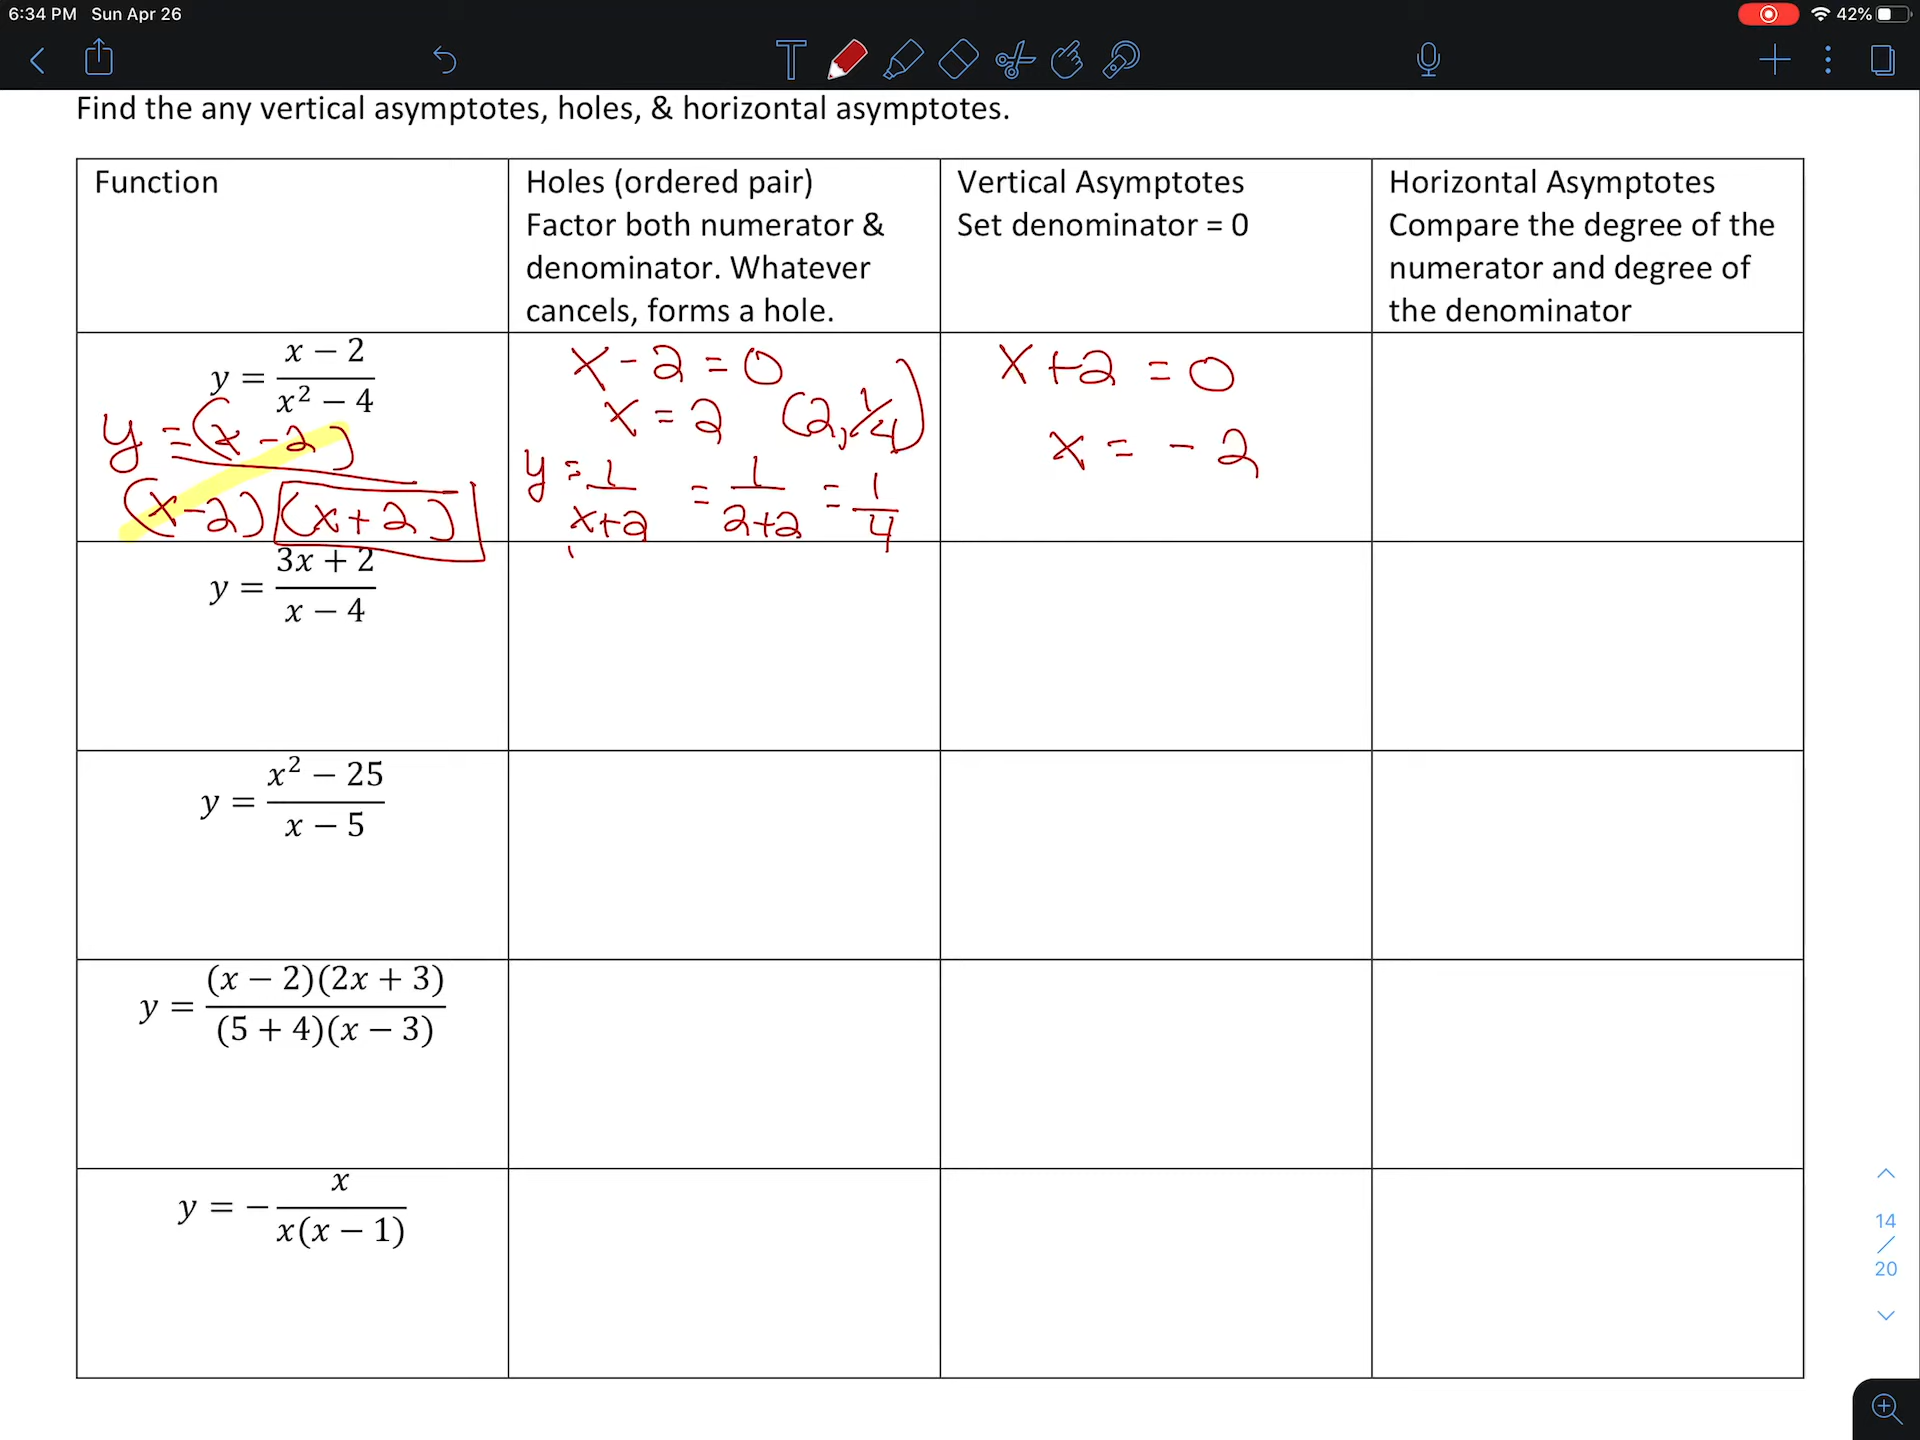 6:34 PM Sun Apr 26
42%
T
Find the any vertical asymptotes, holes, & horizontal asymptotes.
Function
Holes (ordered pair)
Factor both numerator &
denominator. Whatever
cancels, forms a hole.
Vertical Asymptotes
Set denominator = 0
Horizontal Asymptotes
Compare the degree of the
numerator and degree of
the denominator
y = (x − 2)/(x² − 4)
y = (x - 2)
(x - 2) (x + 2)
x - 2 = 0
x = 2 (2, 1/4)
y = 1/(x+2) = 1/(2+2) = 1/4
x + 2 = 0
x = - 2
y = (3x + 2)/(x − 4)
y = (x² − 25)/(x − 5)
y = (x − 2)(2x + 3)/(5 + 4)(x − 3)
y = − x/x(x − 1)
14
/
20